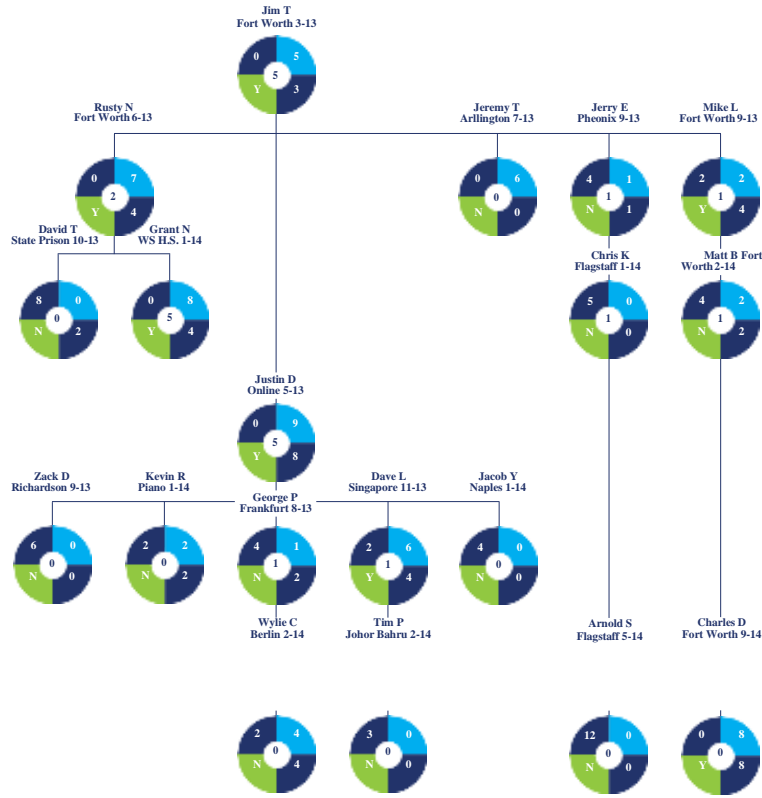 Jim T
Fort Worth 3-13
0 5
5
Y 3
Rusty N
Fort Worth 6-13
Jeremy T
Arllington 7-13
Jerry E
Pheonix 9-13
Mike L
Fort Worth 9-13
0 7
2
Y 4
0 6
0
N 0
4 1
1
N 1
2 2
1
Y 4
David T
State Prison 10-13
Grant N
WS H.S. 1-14
Chris K
Flagstaff 1-14
Matt B Fort
Worth 2-14
8 0
0
N 2
0 8
5
Y 4
5 0
1
N 0
4 2
1
N 2
Justin D
Online 5-13
0 9
5
Y 8
Zack D
Richardson 9-13
Kevin R
Piano 1-14
George P
Frankfurt 8-13
Dave L
Singapore 11-13
Jacob Y
Naples 1-14
6 0
0
N 0
2 2
0
N 2
4 1
1
N 2
2 6
1
Y 4
4 0
0
N 0
Wylie C
Berlin 2-14
Tim P
Johor Bahru 2-14
Arnold S
Flagstaff 5-14
Charles D
Fort Worth 9-14
2 4
0
N 4
3 0
0
N 0
12 0
0
N 0
0 8
0
Y 8